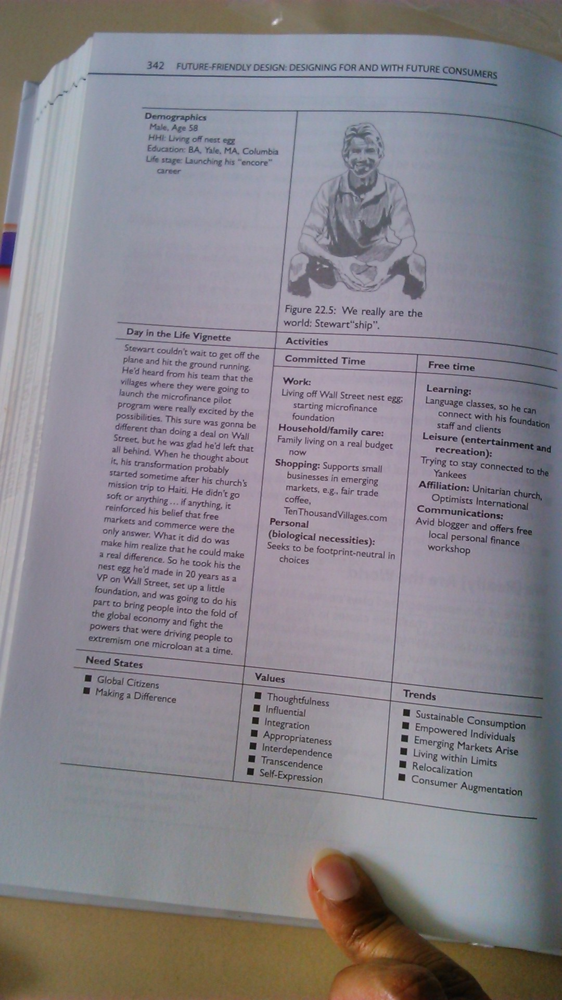 342 FUTURE-FRIENDLY DESIGN: DESIGNING FOR AND WITH FUTURE CONSUMERS
Demographics
Male, Age 58
HHI: Living off nest egg
Education: BA, Yale, MA, Columbia
Life stage: Launching his "encore"
career
Figure 22.5: We really are the
world: Stewart"ship".
Day in the Life Vignette
Stewart couldn't wait to get off the
plane and hit the ground running.
He'd heard from his team that the
villages where they were going to
launch the microfinance pilot
program were really excited by the
possibilities. This sure was gonna be
different than doing a deal on Wall
Street, but he was glad he'd left that
all behind. When he thought about
it, his transformation probably
started sometime after his church's
mission trip to Haiti. He didn't go
soft or anything ... if anything, it
reinforced his belief that free
markets and commerce were the
only answer. What it did do was
make him realize that he could make
a real difference. So he took his the
nest egg he'd made in 20 years as a
VP on Wall Street, set up a little
foundation, and was going to do his
part to bring people into the fold of
the global economy and fight the
powers that were driving people to
extremism one microloan at a time.
Activities
Committed Time
Work:
Living off Wall Street nest egg;
starting microfinance
foundation
Household/family care:
Family living on a real budget
now
Shopping: Supports small
businesses in emerging
markets, e.g., fair trade
coffee,
TenThousandVillages.com
Personal
(biological necessities):
Seeks to be footprint-neutral in
choices
Free time
Learning:
Language classes, so he can
connect with his foundation
staff and clients
Leisure (entertainment and
recreation):
Trying to stay connected to the
Yankees
Affiliation: Unitarian church,
Optimists International
Communications:
Avid blogger and offers free
local personal finance
workshop
Need States
■ Global Citizens
■ Making a Difference
Values
■ Thoughtfulness
■ Influential
■ Integration
■ Appropriateness
■ Interdependence
■ Transcendence
■ Self-Expression
Trends
■ Sustainable Consumption
■ Empowered Individuals
■ Emerging Markets Arise
■ Living within Limits
■ Relocalization
■ Consumer Augmentation